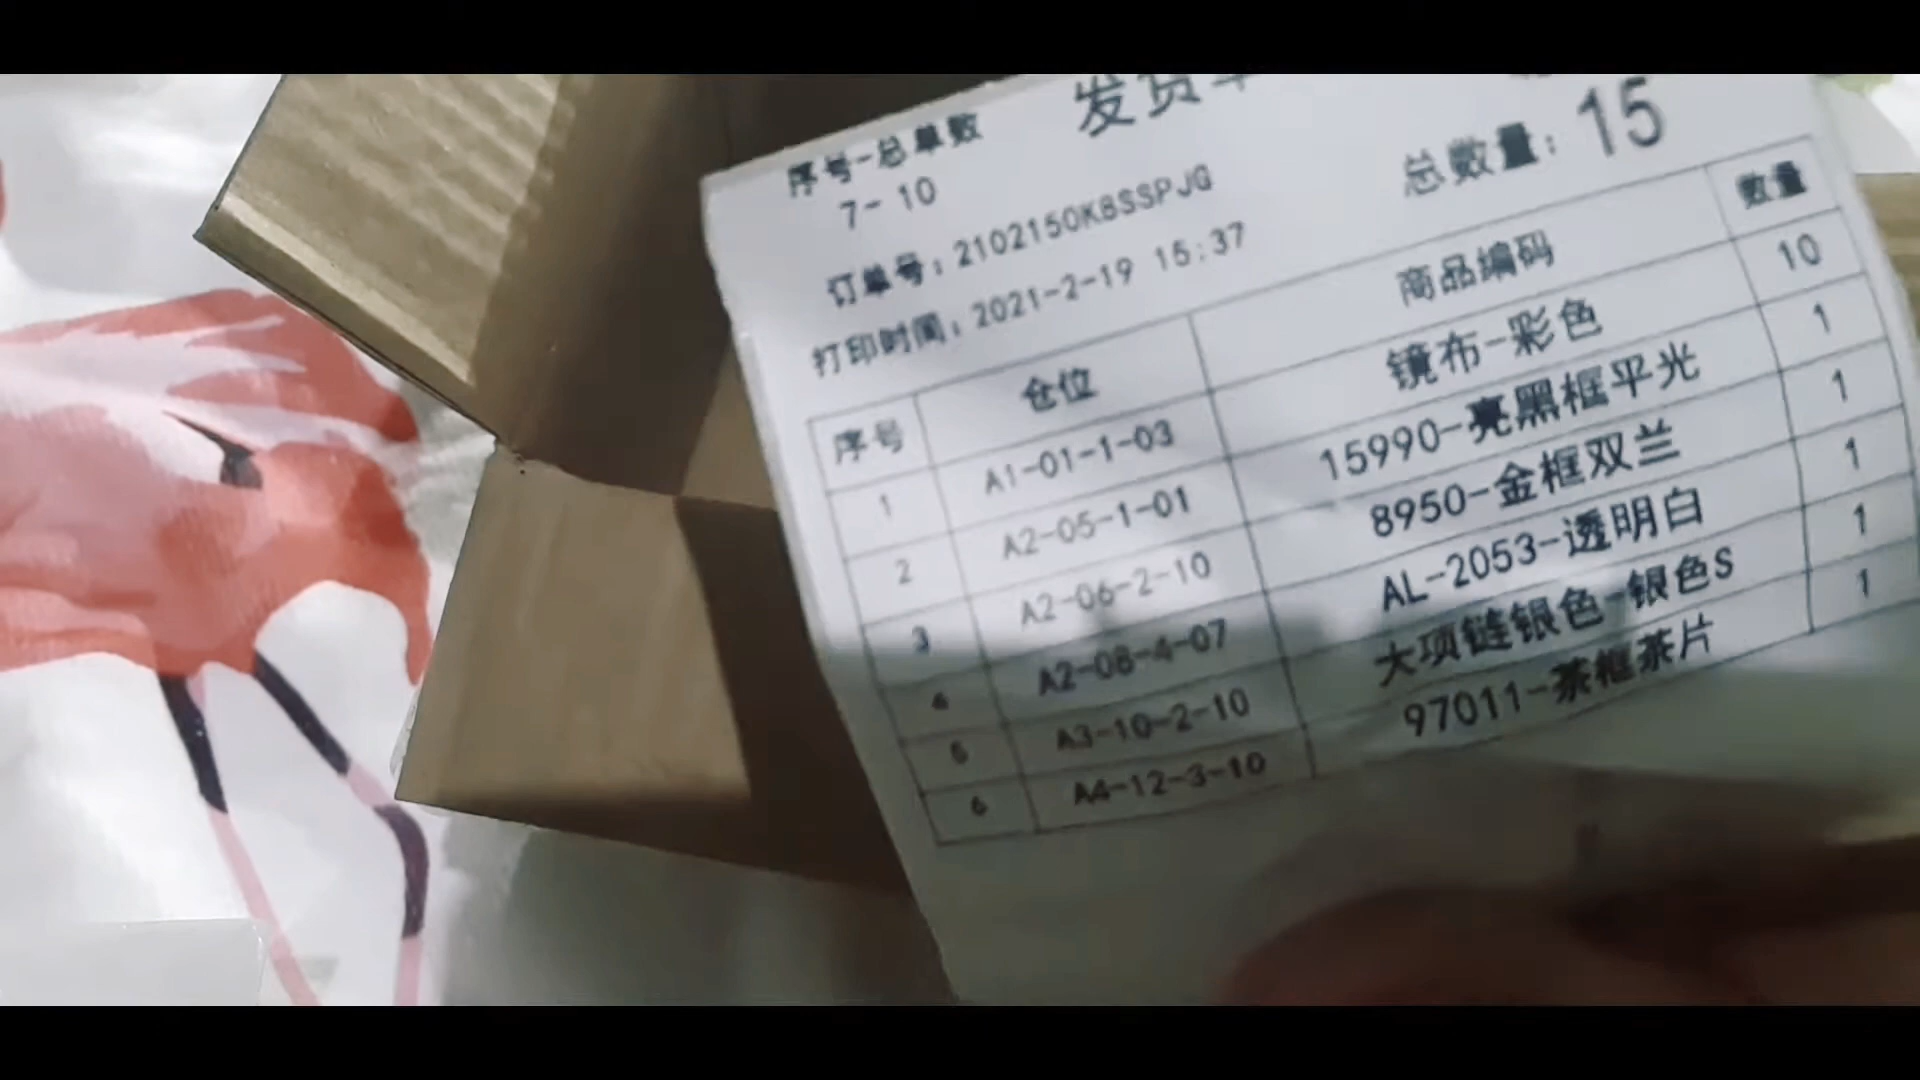 发货单
序号-总单数
7- 10
总数量: 15
订单号: 2102150K8SSPJG
打印时间: 2021-2-19 15:37
序号 仓位 商品编码 数量
1 A1-01-1-03 镜布-彩色 10
2 A2-05-1-01 15990-亮黑框平光 1
3 A2-06-2-10 8950-金框双兰 1
4 A2-08-4-07 AL-2053-透明白 1
5 A3-10-2-10 大项链银色-银色S 1
6 A4-12-3-10 97011-茶框茶片 1